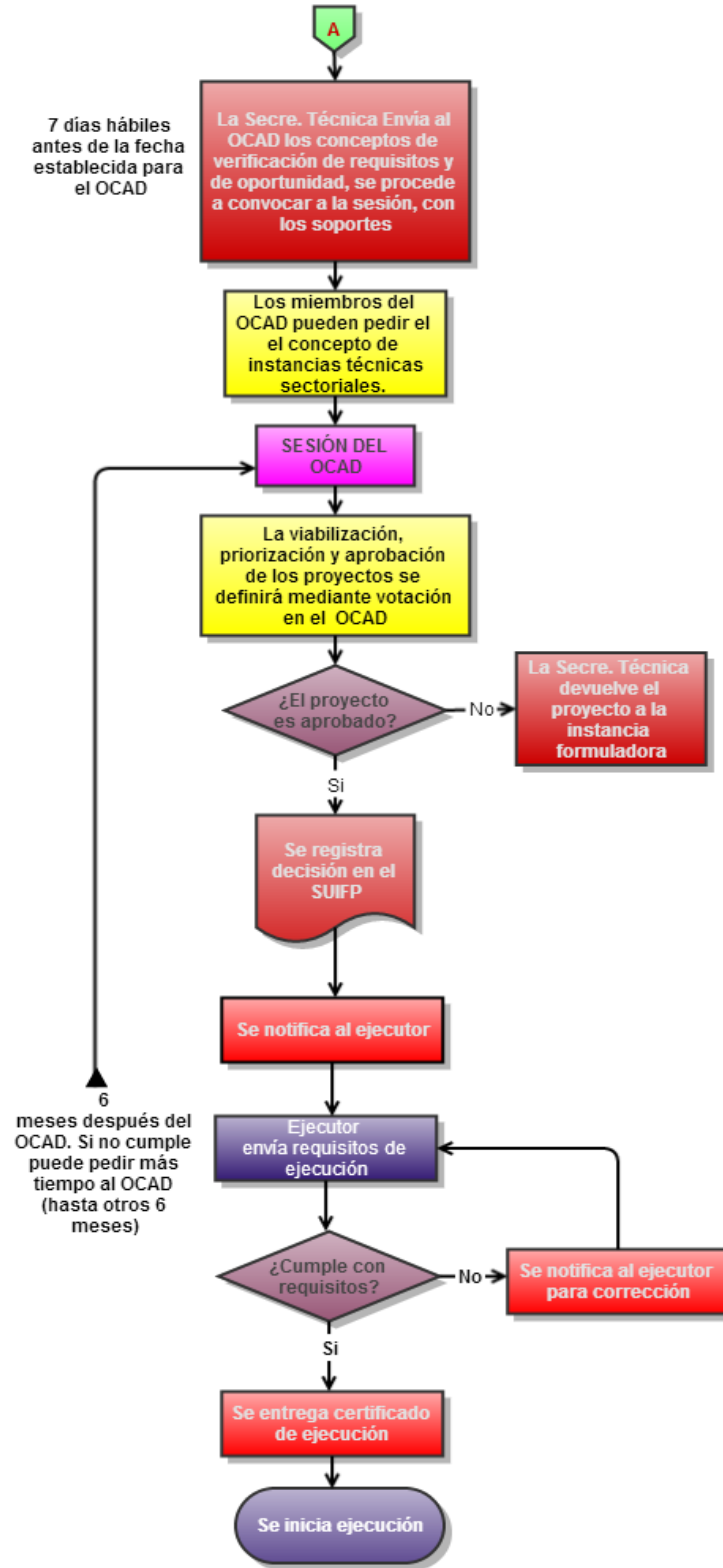 A
7 días hábiles
antes de la fecha
establecida para
el OCAD
La Secre. Técnica Envía al
OCAD los conceptos de
verificación de requisitos y
de oportunidad, se procede
a convocar a la sesión, con
los soportes
Los miembros del
OCAD pueden pedir el
el concepto de
instancias técnicas
sectoriales.
SESIÓN DEL
OCAD
La viabilización,
priorización y aprobación
de los proyectos se
definirá mediante votación
en el OCAD
¿El proyecto
es aprobado?
No
La Secre. Técnica
devuelve el
proyecto a la
instancia
formuladora
Si
Se registra
decisión en el
SUIFP
Se notifica al ejecutor
6
meses después del
OCAD. Si no cumple
puede pedir más
tiempo al OCAD
(hasta otros 6
meses)
Ejecutor
envía requisitos de
ejecución
¿Cumple con
requisitos?
No
Se notifica al ejecutor
para corrección
Si
Se entrega certificado
de ejecución
Se inicia ejecución